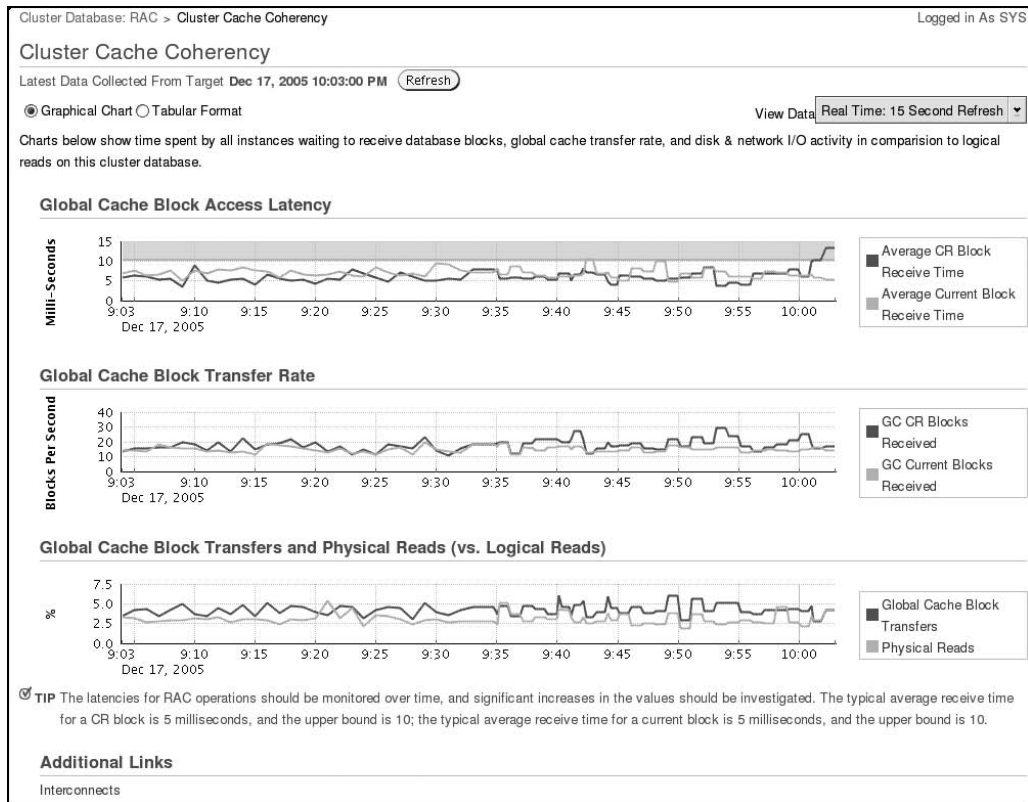 Cluster Database: RAC > Cluster Cache Coherency
Logged in As SYS
Cluster Cache Coherency
Latest Data Collected From Target Dec 17, 2005 10:03:00 PM Refresh
Graphical Chart Tabular Format
View Data Real Time: 15 Second Refresh
Charts below show time spent by all instances waiting to receive database blocks, global cache transfer rate, and disk & network I/O activity in comparision to logical
reads on this cluster database.
Global Cache Block Access Latency
Milli-Seconds
15
10
5
0
9:03 9:10 9:15 9:20 9:25 9:30 9:35 9:40 9:45 9:50 9:55 10:00
Dec 17, 2005
Average CR Block
Receive Time
Average Current Block
Receive Time
Global Cache Block Transfer Rate
Blocks Per Second
40
30
20
10
0
9:03 9:10 9:15 9:20 9:25 9:30 9:35 9:40 9:45 9:50 9:55 10:00
Dec 17, 2005
GC CR Blocks
Received
GC Current Blocks
Received
Global Cache Block Transfers and Physical Reads (vs. Logical Reads)
%
7.5
5.0
2.5
0.0
9:03 9:10 9:15 9:20 9:25 9:30 9:35 9:40 9:45 9:50 9:55 10:00
Dec 17, 2005
Global Cache Block
Transfers
Physical Reads
TIP The latencies for RAC operations should be monitored over time, and significant increases in the values should be investigated. The typical average receive time
for a CR block is 5 milliseconds, and the upper bound is 10; the typical average receive time for a current block is 5 milliseconds, and the upper bound is 10.
Additional Links
Interconnects